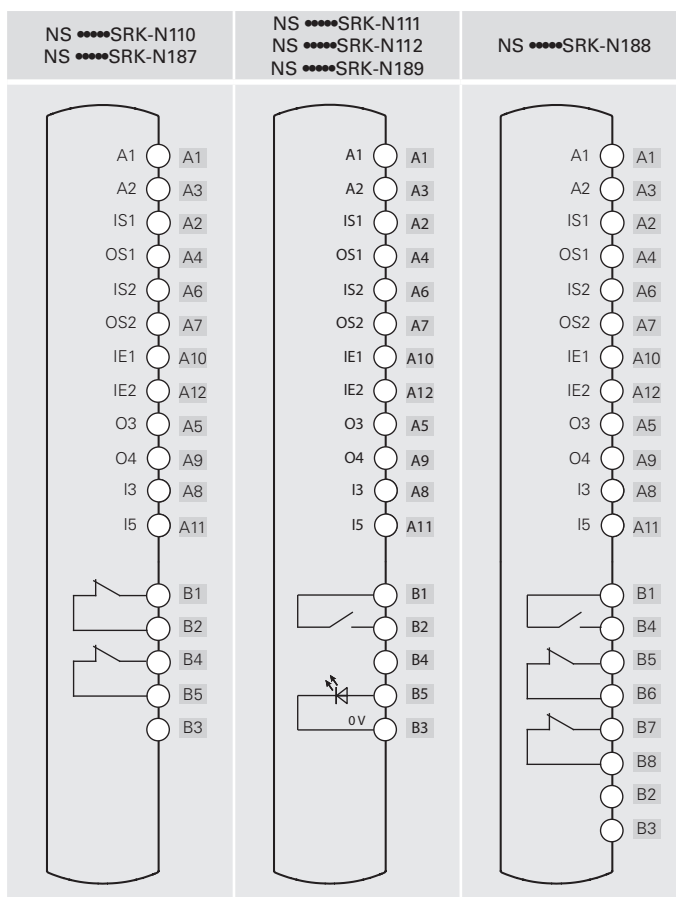 NS •••••SRK-N110
NS •••••SRK-N187
NS •••••SRK-N111
NS •••••SRK-N112
NS •••••SRK-N189
NS •••••SRK-N188
A1 A1
A2 A3
IS1 A2
OS1 A4
IS2 A6
OS2 A7
IE1 A10
IE2 A12
O3 A5
O4 A9
I3 A8
I5 A11
B1
B2
B4
B5
B3
A1 A1
A2 A3
IS1 A2
OS1 A4
IS2 A6
OS2 A7
IE1 A10
IE2 A12
O3 A5
O4 A9
I3 A8
I5 A11
B1
B2
B4
B5
0 V B3
A1 A1
A2 A3
IS1 A2
OS1 A4
IS2 A6
OS2 A7
IE1 A10
IE2 A12
O3 A5
O4 A9
I3 A8
I5 A11
B1
B4
B5
B6
B7
B8
B2
B3